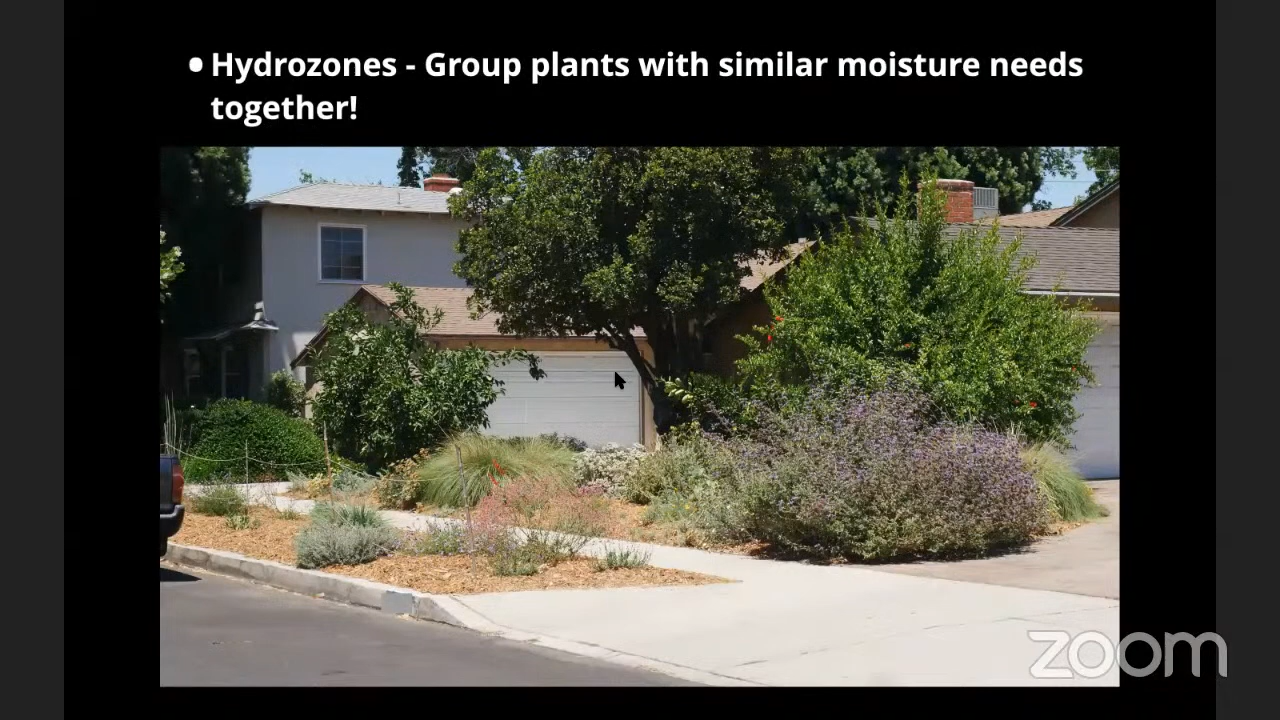 • Hydrozones - Group plants with similar moisture needs
together!
zoom